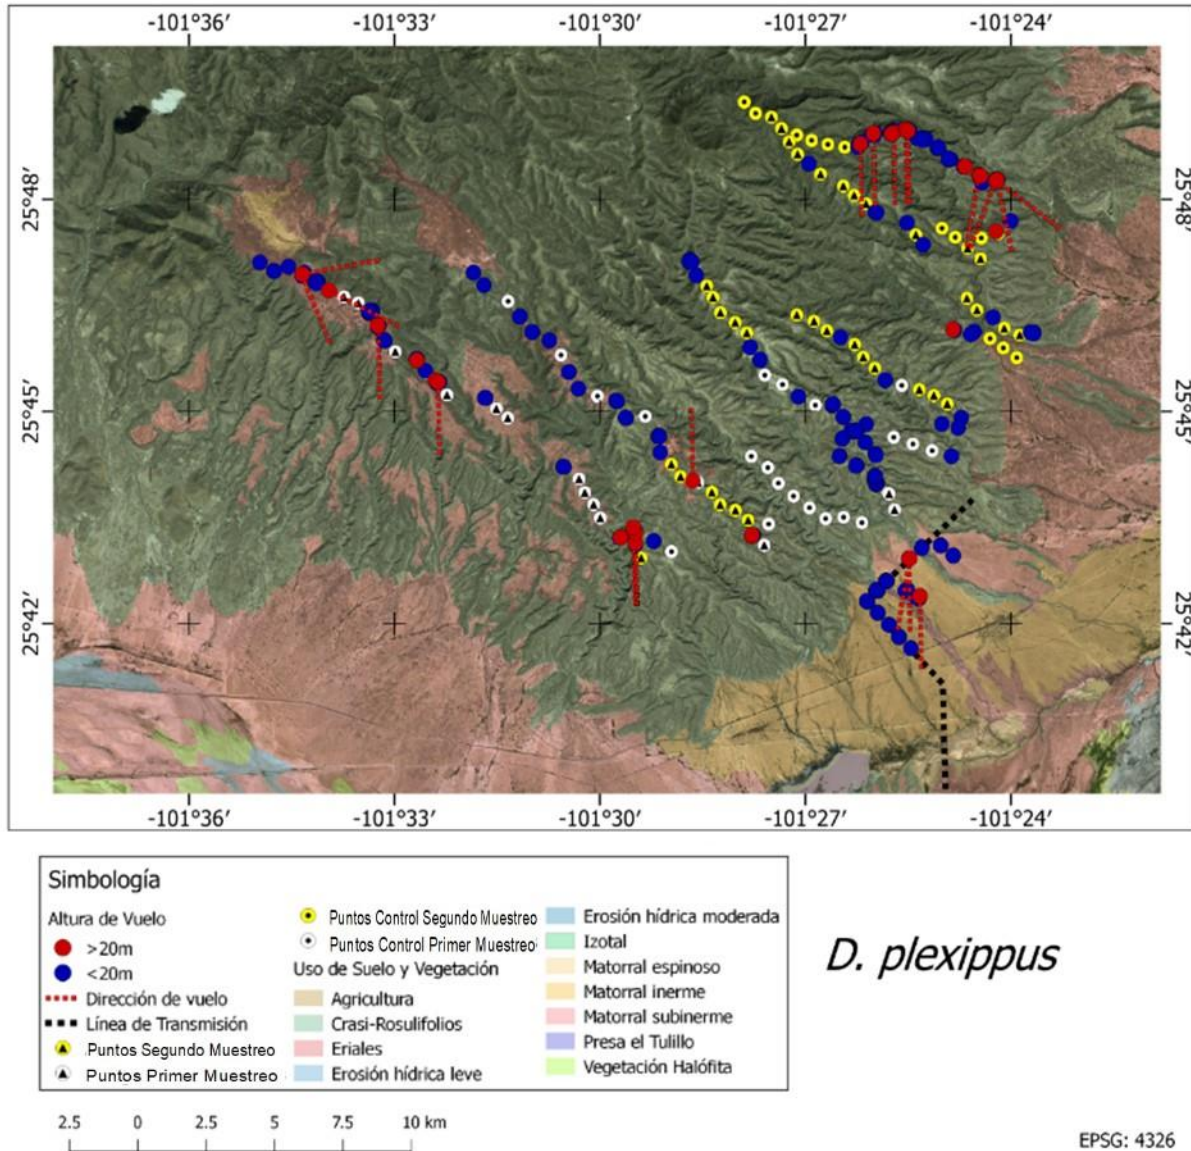 -101°36′ -101°33′ -101°30′ -101°27′ -101°24′
25°48′ 25°48′
25°45′ 25°45′
25°42′ 25°42′
-101°36′ -101°33′ -101°30′ -101°27′ -101°24′
Simbología
Altura de Vuelo
>20m
<20m
Dirección de vuelo
Línea de Transmisión
Puntos Segundo Muestreo
Puntos Primer Muestreo
Puntos Control Segundo Muestreo
Puntos Control Primer Muestreo
Uso de Suelo y Vegetación
Agricultura
Crasi-Rosulifolios
Eriales
Erosión hídrica leve
Erosión hídrica moderada
Izotal
Matorral espinoso
Matorral inerme
Matorral subinerme
Presa el Tulillo
Vegetación Halófita
D. plexippus
2.5 0 2.5 5 7.5 10 km
EPSG: 4326